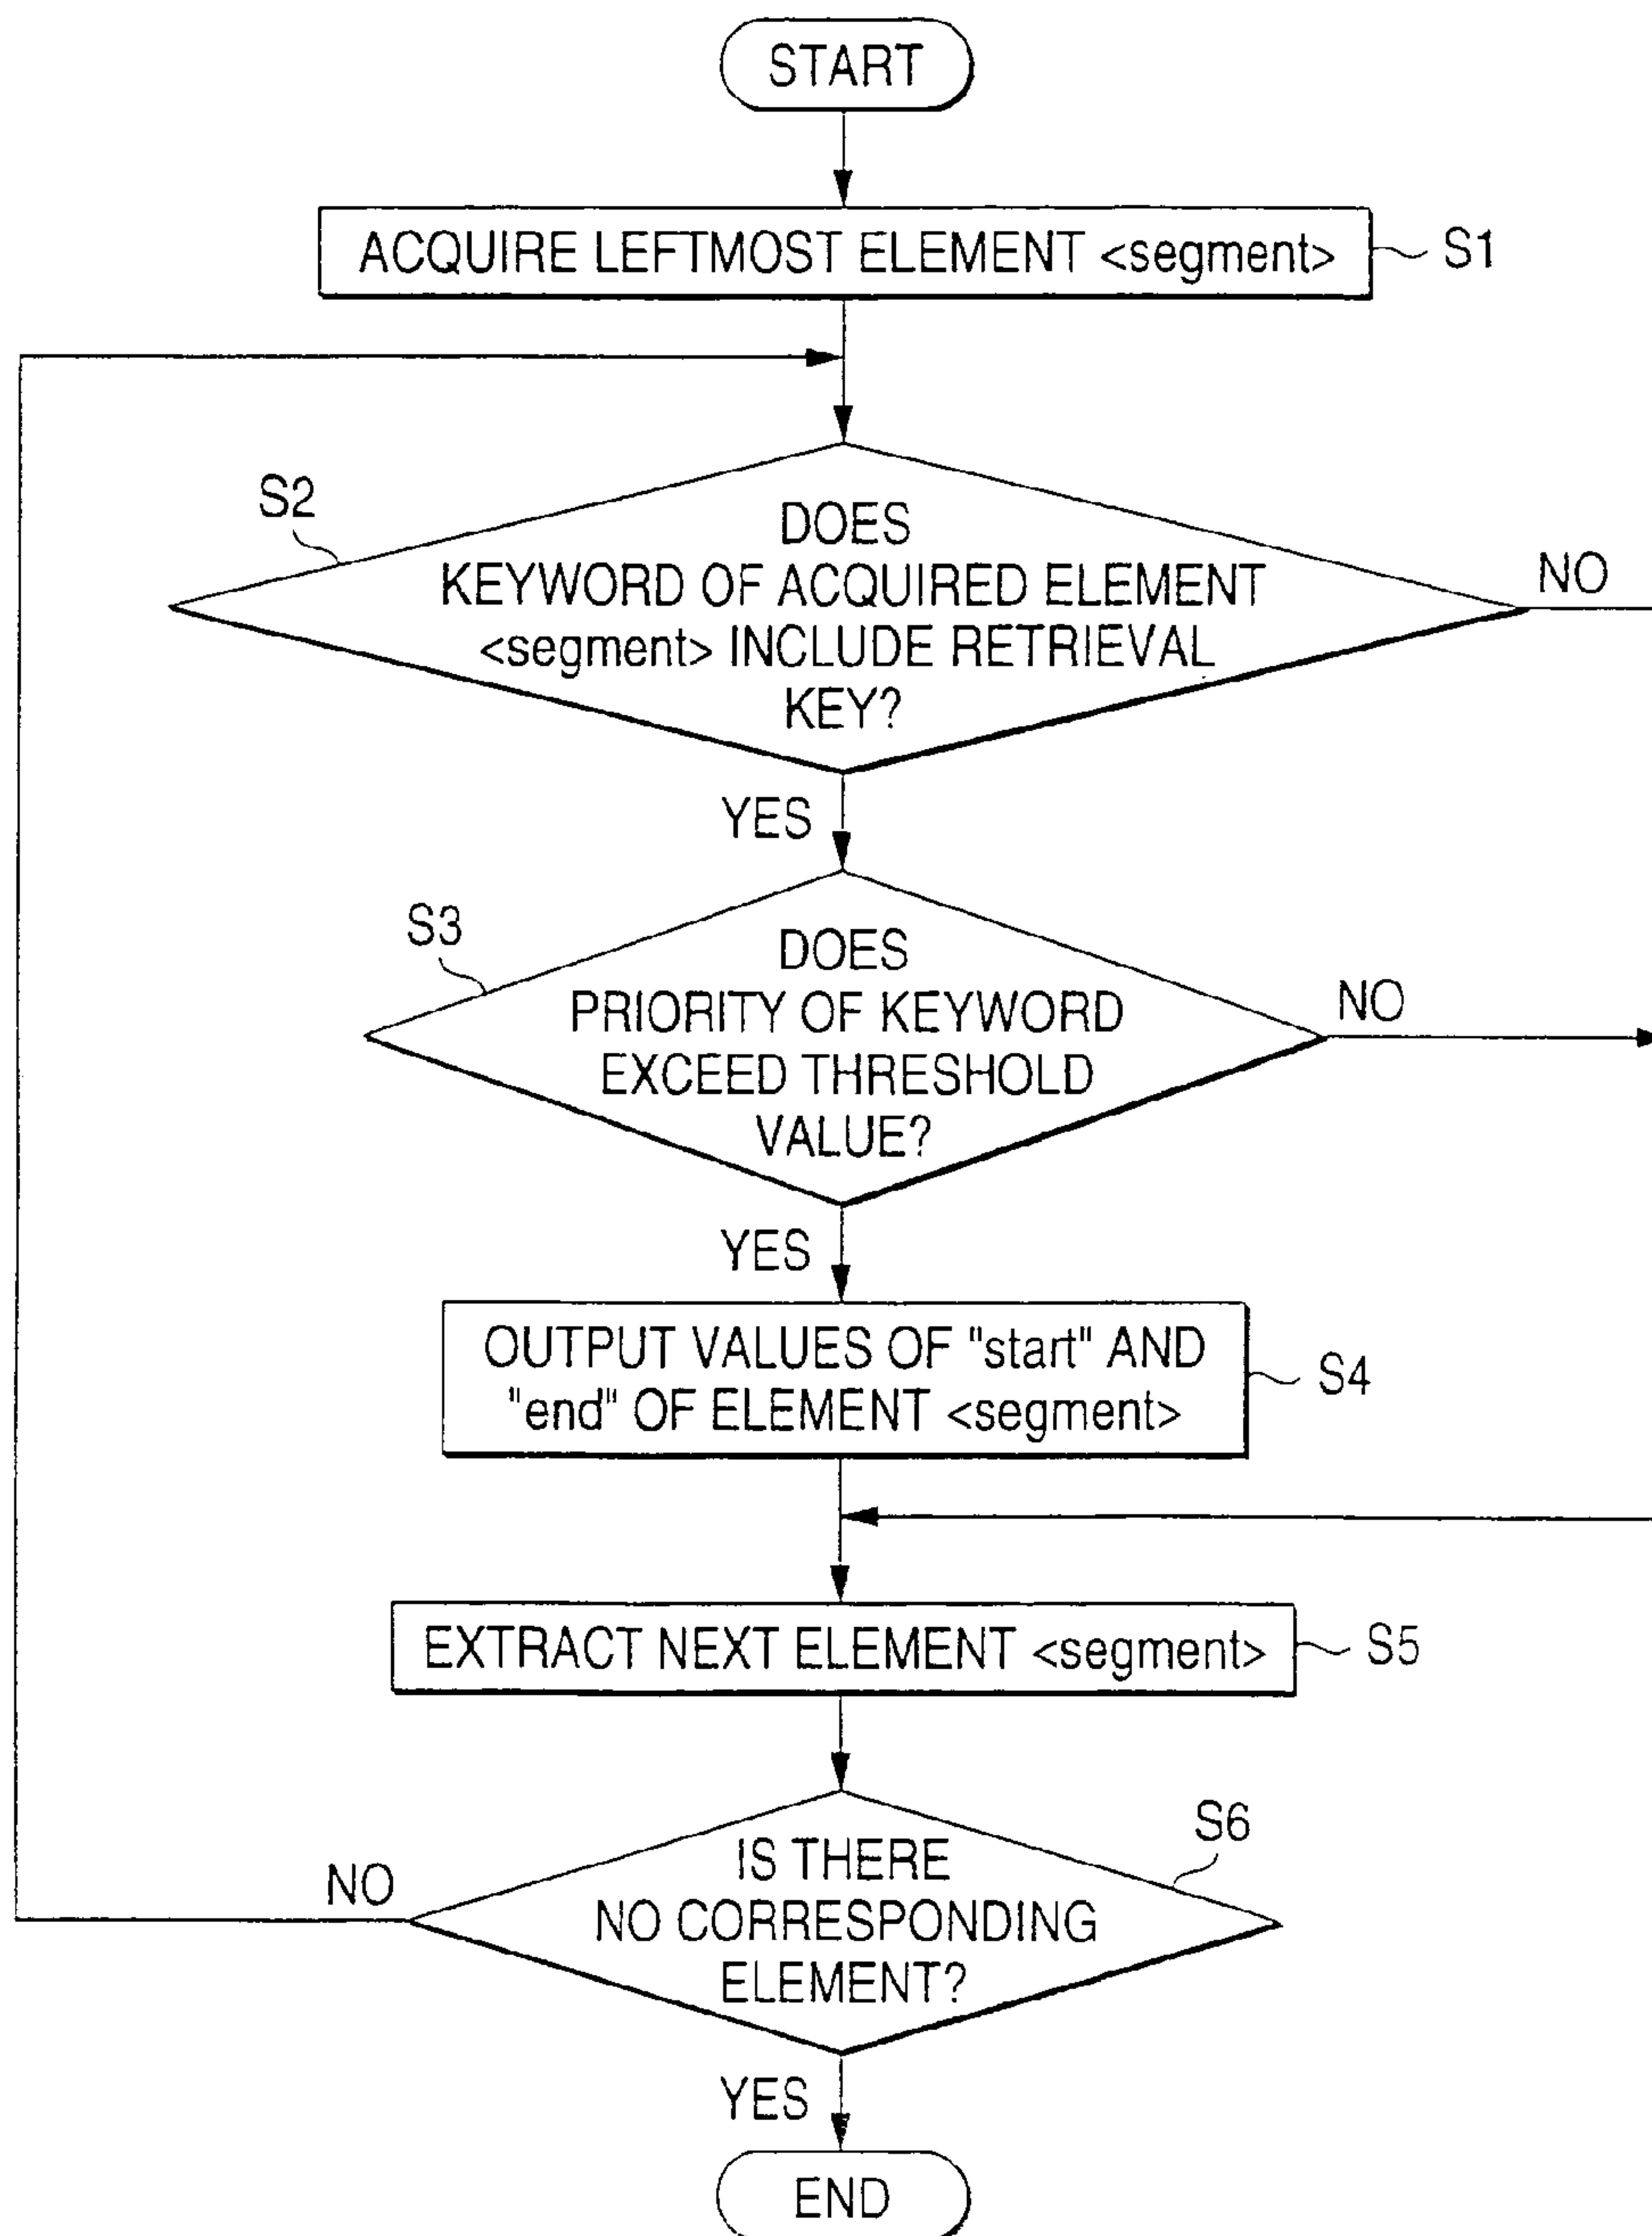 START
ACQUIRE LEFTMOST ELEMENT <segment>
S1
S2
DOES
KEYWORD OF ACQUIRED ELEMENT
<segment> INCLUDE RETRIEVAL
KEY?
NO
YES
S3
DOES
PRIORITY OF KEYWORD
EXCEED THRESHOLD
VALUE?
NO
YES
OUTPUT VALUES OF "start" AND
"end" OF ELEMENT <segment>
S4
EXTRACT NEXT ELEMENT <segment>
S5
S6
IS THERE
NO CORRESPONDING
ELEMENT?
NO
YES
END